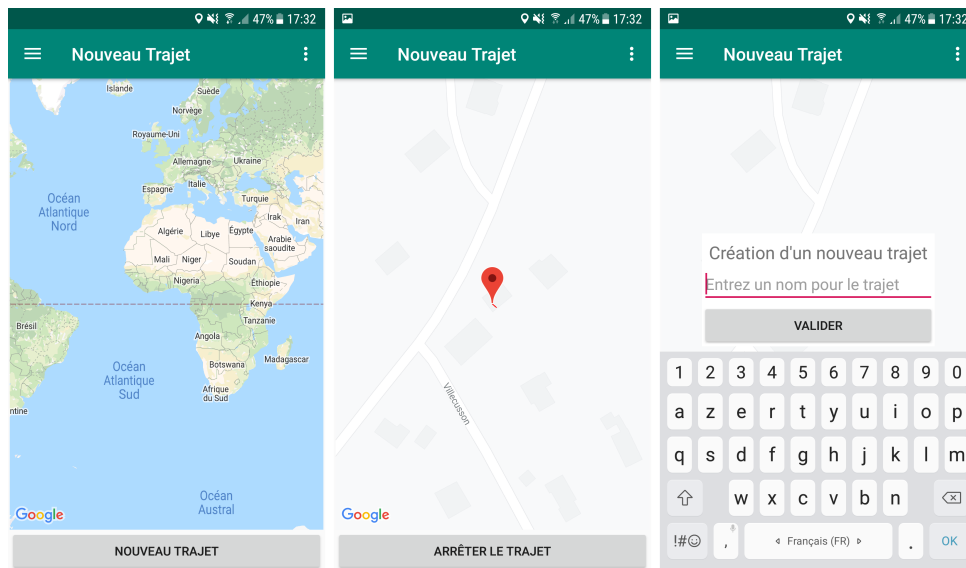 47% 17:32
Nouveau Trajet
Islande
Suède
Norvège
Royaume-Uni
Allemagne
Ukraine
Espagne
Italie
Turquie
Océan
Atlantique
Nord
Algérie
Libye
Égypte
Irak
Iran
Arabie
saoudite
Mali
Niger
Soudan
Nigeria
Éthiopie
Kenya
Tanzanie
Brésil
Angola
Océan
Atlantique
Sud
Botswana
Madagascar
Afrique
du Sud
ntine
Océan
Austral
Google
NOUVEAU TRAJET
47% 17:32
Nouveau Trajet
Villecusson
Google
ARRÊTER LE TRAJET
47% 17:32
Nouveau Trajet
Création d'un nouveau trajet
Entrez un nom pour le trajet
VALIDER
1 2 3 4 5 6 7 8 9 0
a z e r t y u i o p
q s d f g h j k l m
w x c v b n
!#☺ , Français (FR) . OK